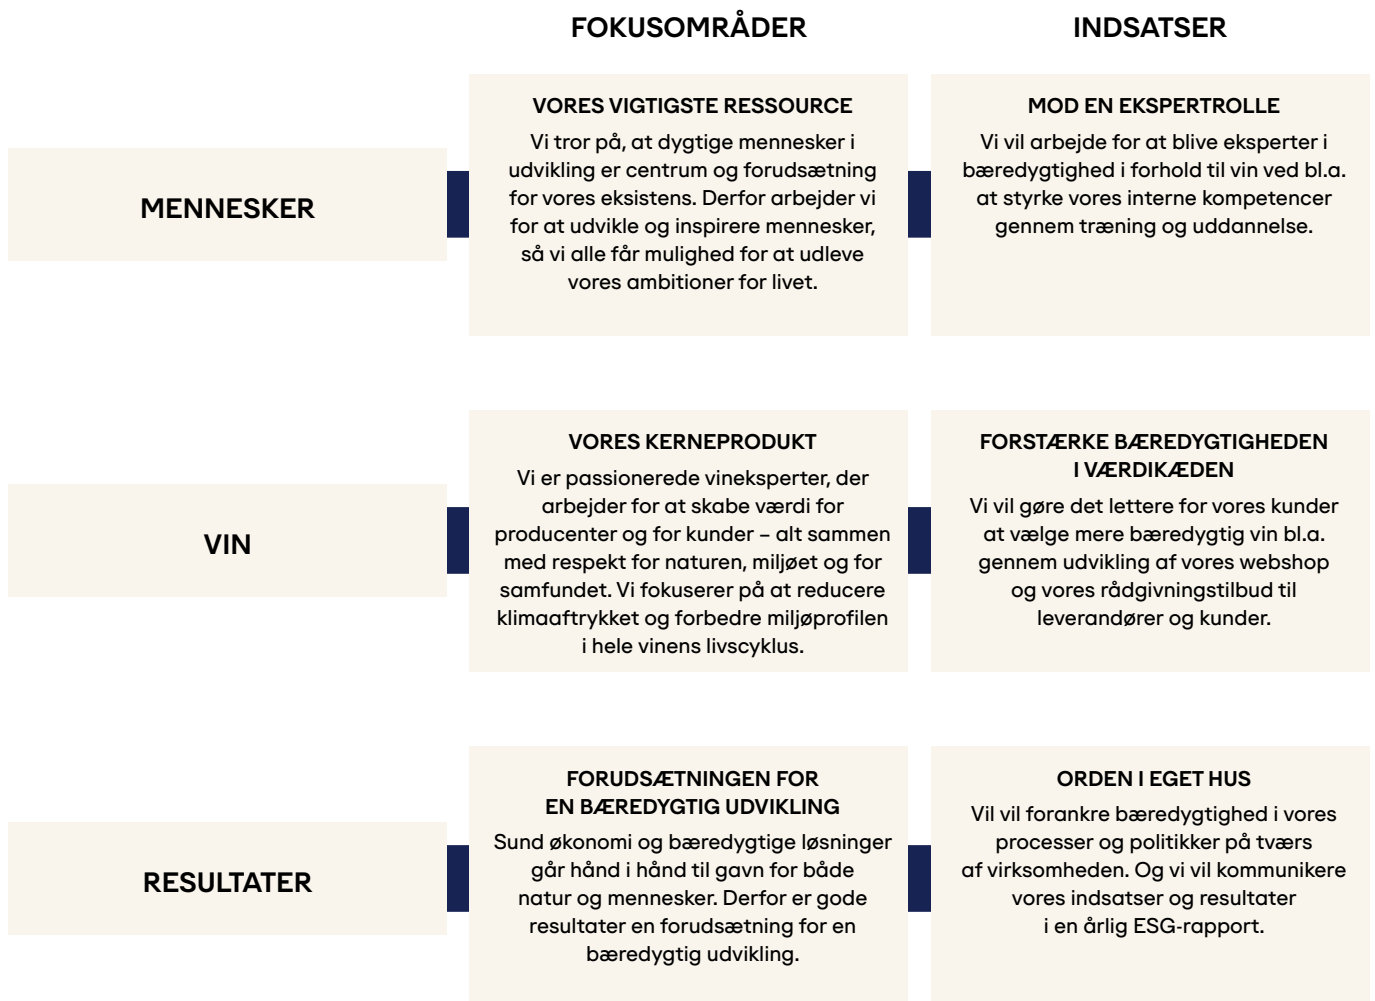 FOKUSOMRÅDER
INDSATSER
MENNESKER
VORES VIGTIGSTE RESSOURCE
Vi tror på, at dygtige mennesker i
udvikling er centrum og forudsætning
for vores eksistens. Derfor arbejder vi
for at udvikle og inspirere mennesker,
så vi alle får mulighed for at udleve
vores ambitioner for livet.
MOD EN EKSPERTROLLE
Vi vil arbejde for at blive eksperter i
bæredygtighed i forhold til vin ved bl.a.
at styrke vores interne kompetencer
gennem træning og uddannelse.
VIN
VORES KERNEPRODUKT
Vi er passionerede vineksperter, der
arbejder for at skabe værdi for
producenter og for kunder – alt sammen
med respekt for naturen, miljøet og for
samfundet. Vi fokuserer på at reducere
klimaaftrykket og forbedre miljøprofilen
i hele vinens livscyklus.
FORSTÆRKE BÆREDYGTIGHEDEN
I VÆRDIKÆDEN
Vi vil gøre det lettere for vores kunder
at vælge mere bæredygtig vin bl.a.
gennem udvikling af vores webshop
og vores rådgivningstilbud til
leverandører og kunder.
RESULTATER
FORUDSÆTNINGEN FOR
EN BÆREDYGTIG UDVIKLING
Sund økonomi og bæredygtige løsninger
går hånd i hånd til gavn for både
natur og mennesker. Derfor er gode
resultater en forudsætning for en
bæredygtig udvikling.
ORDEN I EGET HUS
Vil vil forankre bæredygtighed i vores
processer og politikker på tværs
af virksomheden. Og vi vil kommunikere
vores indsatser og resultater
i en årlig ESG-rapport.